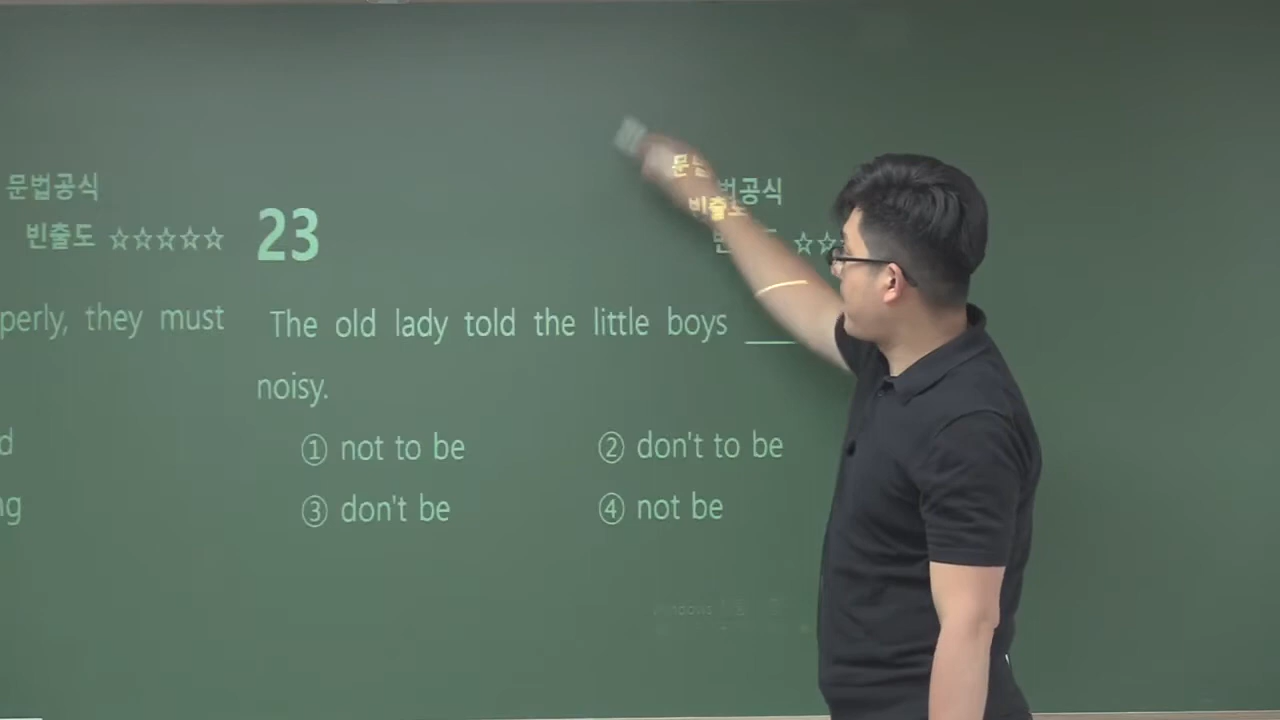 문법공식
빈출도 ☆☆☆☆☆
perly, they must
d
ng
23
법공식
☆☆
The old lady told the little boys ____
noisy.
① not to be
② don't to be
③ don't be
④ not be